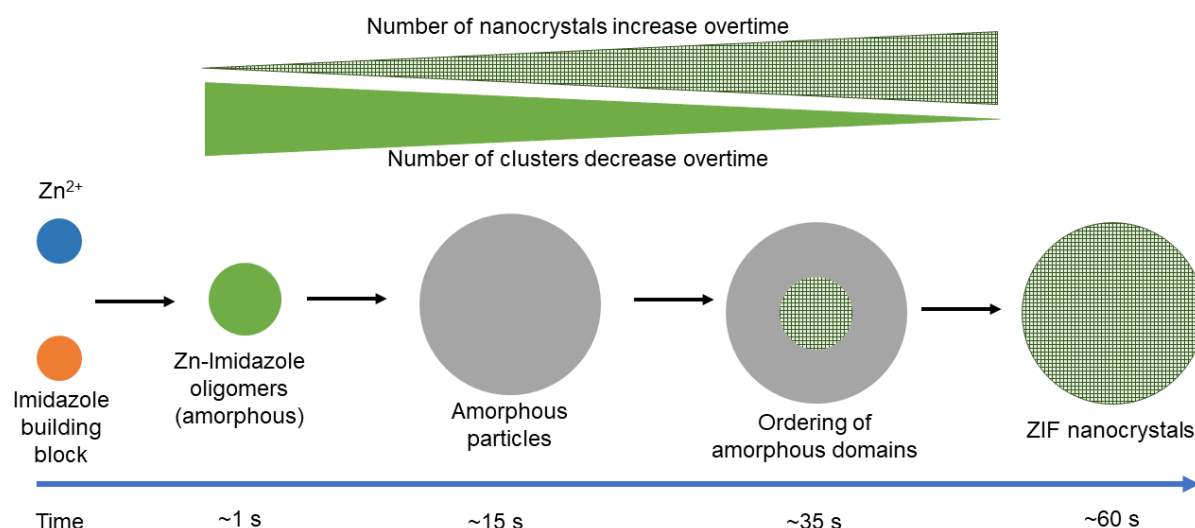 Number of nanocrystals increase overtime
Number of clusters decrease overtime
Zn²⁺
Imidazole
building
block
Zn-Imidazole
oligomers
(amorphous)
Amorphous
particles
Ordering of
amorphous domains
ZIF nanocrystals
Time ~1 s ~15 s ~35 s ~60 s